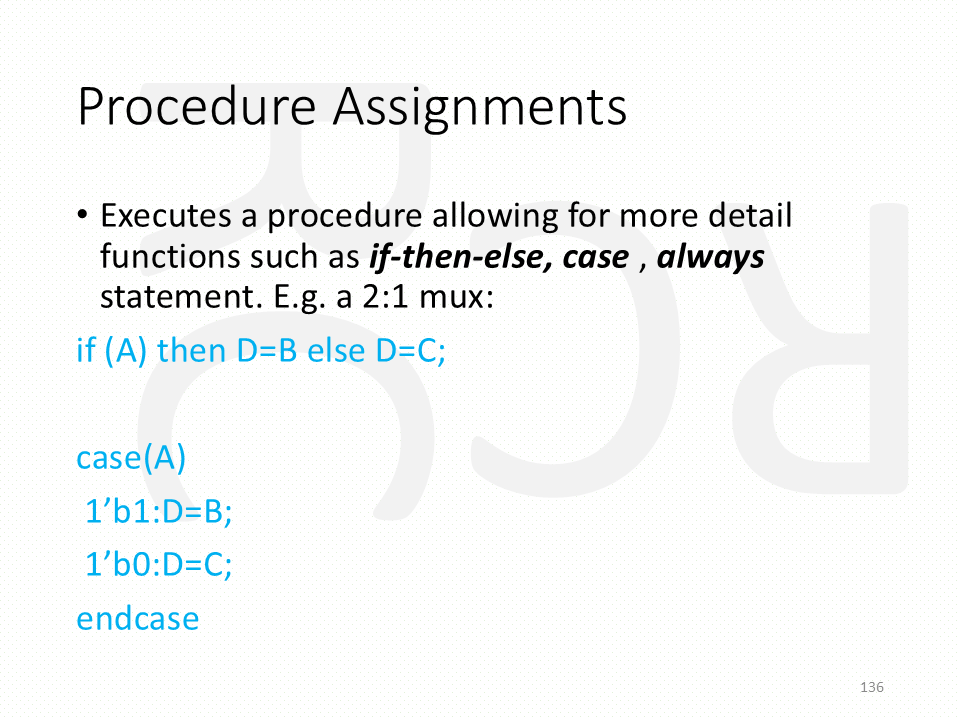 Procedure Assignments
• Executes a procedure allowing for more detail
functions such as if-then-else, case , always
statement. E.g. a 2:1 mux:
if (A) then D=B else D=C;
case(A)
1’b1:D=B;
1’b0:D=C;
endcase
136